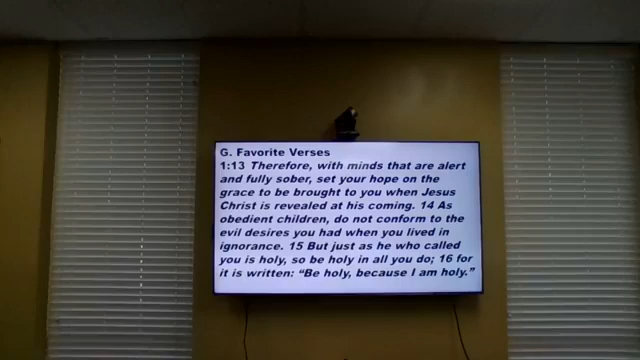 G. Favorite Verses
1:13 Therefore, with minds that are alert
and fully sober, set your hope on the
grace to be brought to you when Jesus
Christ is revealed at his coming. 14 As
obedient children, do not conform to the
evil desires you had when you lived in
ignorance. 15 But just as he who called
you is holy, so be holy in all you do; 16 for
it is written: “Be holy, because I am holy.”